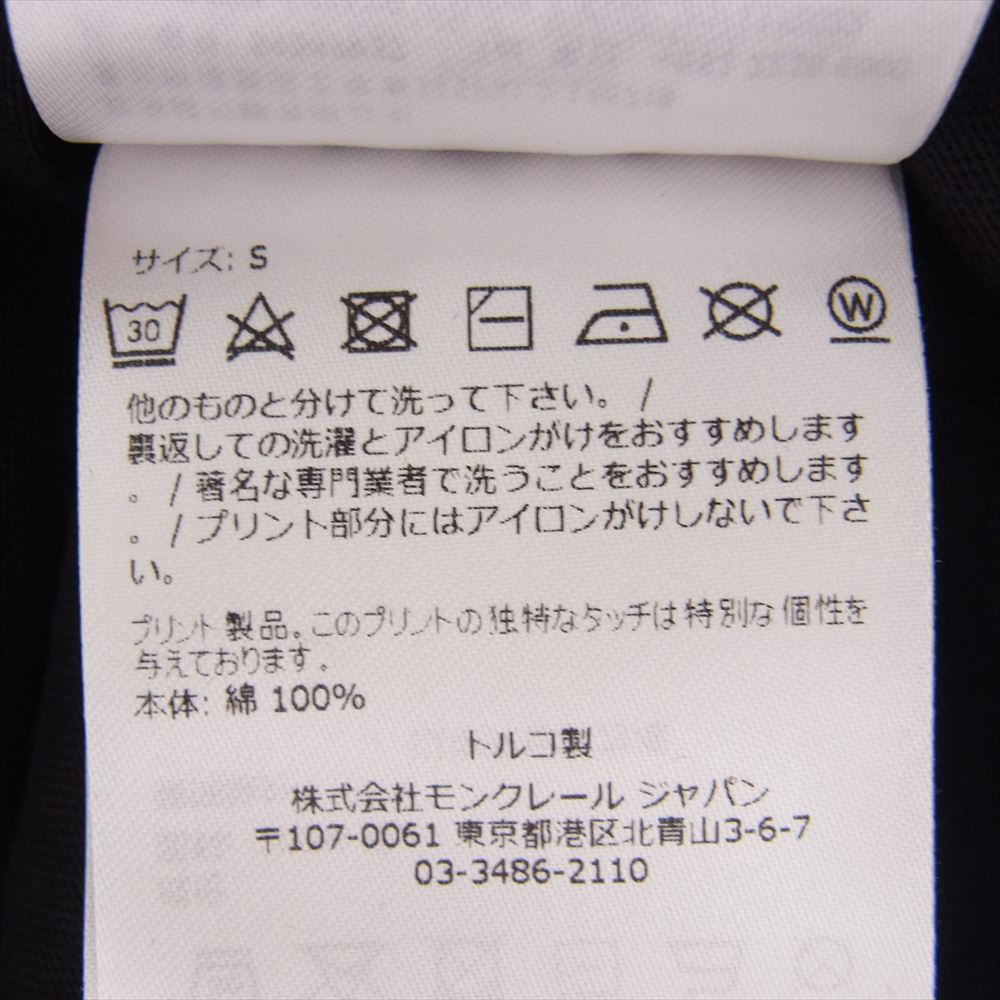 サイズ: S
30
W
他のものと分けて洗って下さい。 /
裏返しての洗濯とアイロンがけをおすすめします
。 / 著名な専門業者で洗うことをおすすめします
。 / プリント部分にはアイロンがけしないで下さ
い。
プリント製品。このプリントの独特なタッチは特別な個性を
与えております。
本体: 綿 100%
トルコ製
株式会社モンクレール ジャパン
〒107-0061 東京都港区北青山3-6-7
03-3486-2110